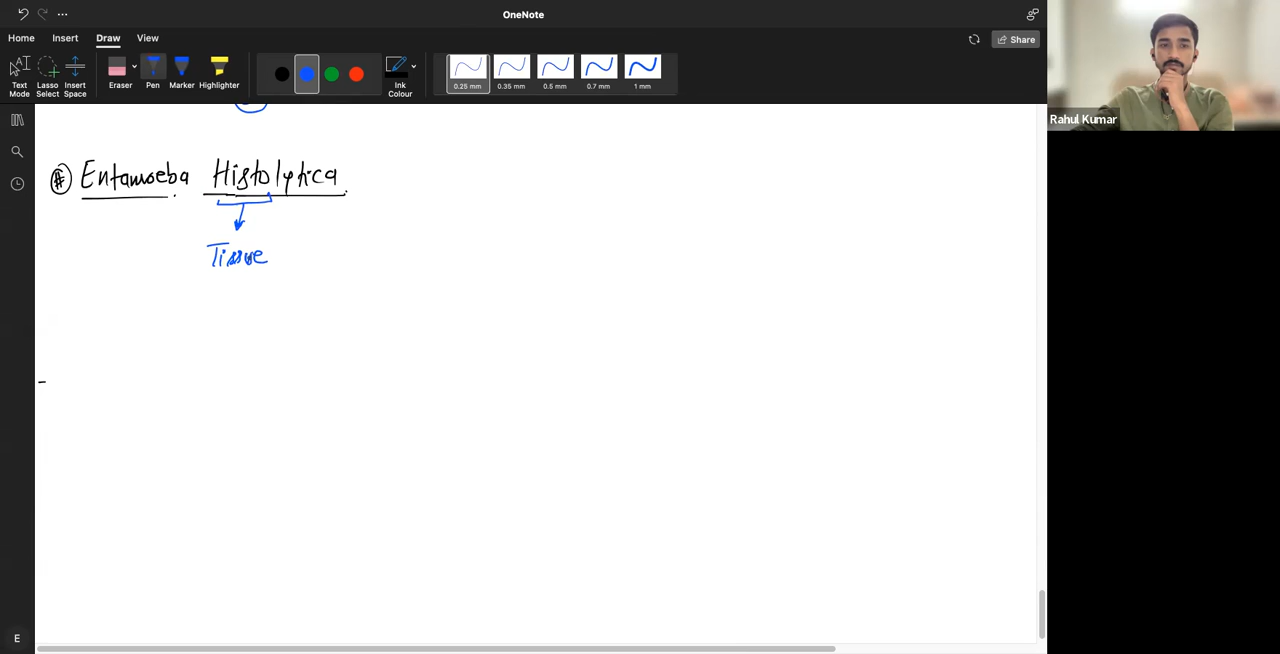 OneNote
Home Insert Draw View
Share
Text Mode
Lasso Select
Insert Space
Eraser
Pen
Marker
Highlighter
Ink Colour
0.25 mm
0.35 mm
0.5 mm
0.7 mm
1 mm
Rahul Kumar
# Entamoeba Histolytica
Tissue
E